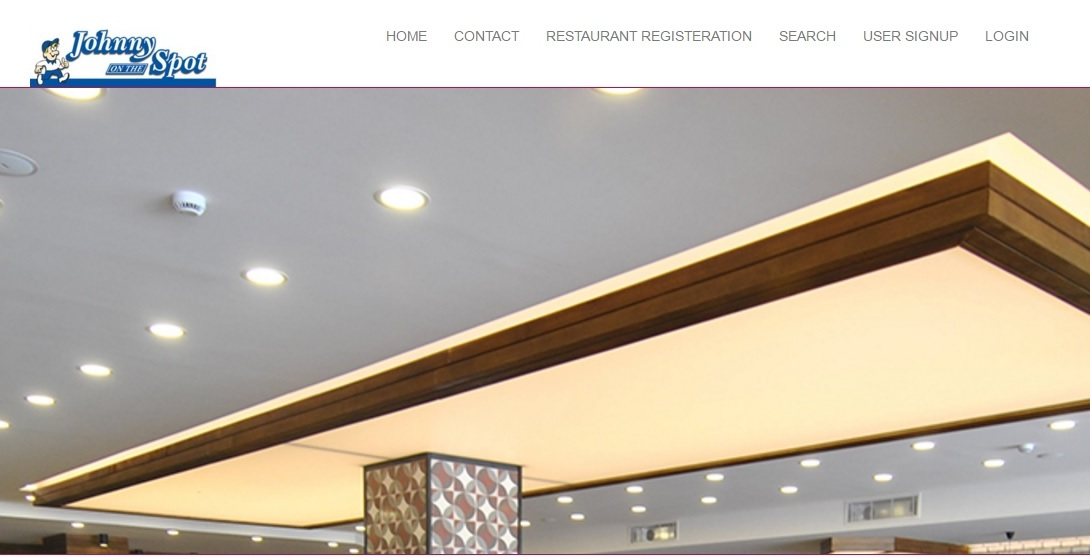 Johnny
ON THE Spot
HOME CONTACT RESTAURANT REGISTERATION SEARCH USER SIGNUP LOGIN